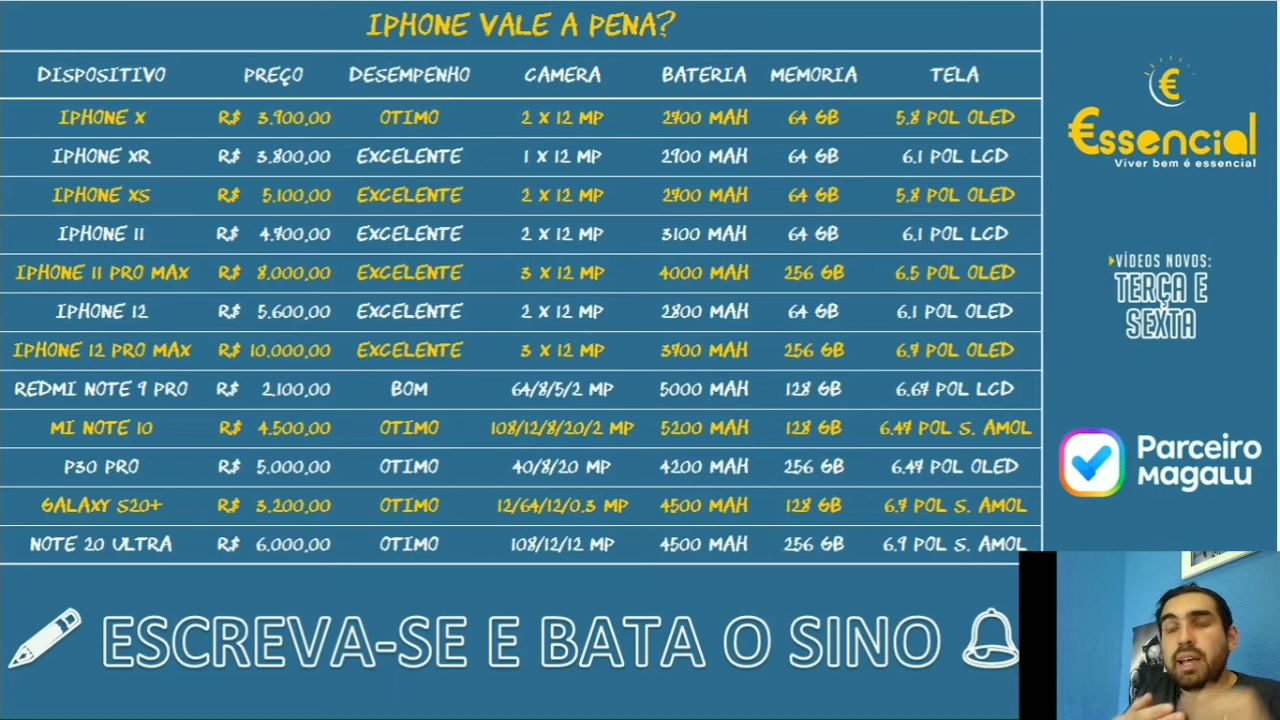 IPHONE VALE A PENA?
DISPOSITIVO PREÇO DESEMPENHO CAMERA BATERIA MEMORIA TELA
IPHONE X R$ 3.900,00 OTIMO 2 X 12 MP 2700 MAH 64 GB 5.8 POL OLED
IPHONE XR R$ 3.800,00 EXCELENTE 1 X 12 MP 2900 MAH 64 GB 6.1 POL LCD
IPHONE XS R$ 5.100,00 EXCELENTE 2 X 12 MP 2700 MAH 64 GB 5.8 POL OLED
IPHONE 11 R$ 4.700,00 EXCELENTE 2 X 12 MP 3100 MAH 64 GB 6.1 POL LCD
IPHONE 11 PRO MAX R$ 8.000,00 EXCELENTE 3 X 12 MP 4000 MAH 256 GB 6.5 POL OLED
IPHONE 12 R$ 5.600,00 EXCELENTE 2 X 12 MP 2800 MAH 64 GB 6.1 POL OLED
IPHONE 12 PRO MAX R$ 10.000,00 EXCELENTE 3 X 12 MP 3700 MAH 256 GB 6.7 POL OLED
REDMI NOTE 9 PRO R$ 2.100,00 BOM 64/8/5/2 MP 5000 MAH 128 GB 6.67 POL LCD
MI NOTE 10 R$ 4.500,00 OTIMO 108/12/8/20/2 MP 5200 MAH 128 GB 6.47 POL S. AMOL
P30 PRO R$ 5.000,00 OTIMO 40/8/20 MP 4200 MAH 256 GB 6.47 POL OLED
GALAXY S20+ R$ 3.200,00 OTIMO 12/64/12/0.3 MP 4500 MAH 128 GB 6.7 POL S. AMOL
NOTE 20 ULTRA R$ 6.000,00 OTIMO 108/12/12 MP 4500 MAH 256 GB 6.9 POL S. AMOL
ESCREVA-SE E BATA O SINO
€
€ssencial
Viver bem é essencial
VÍDEOS NOVOS:
TERÇA E
SEXTA
Parceiro
Magalu